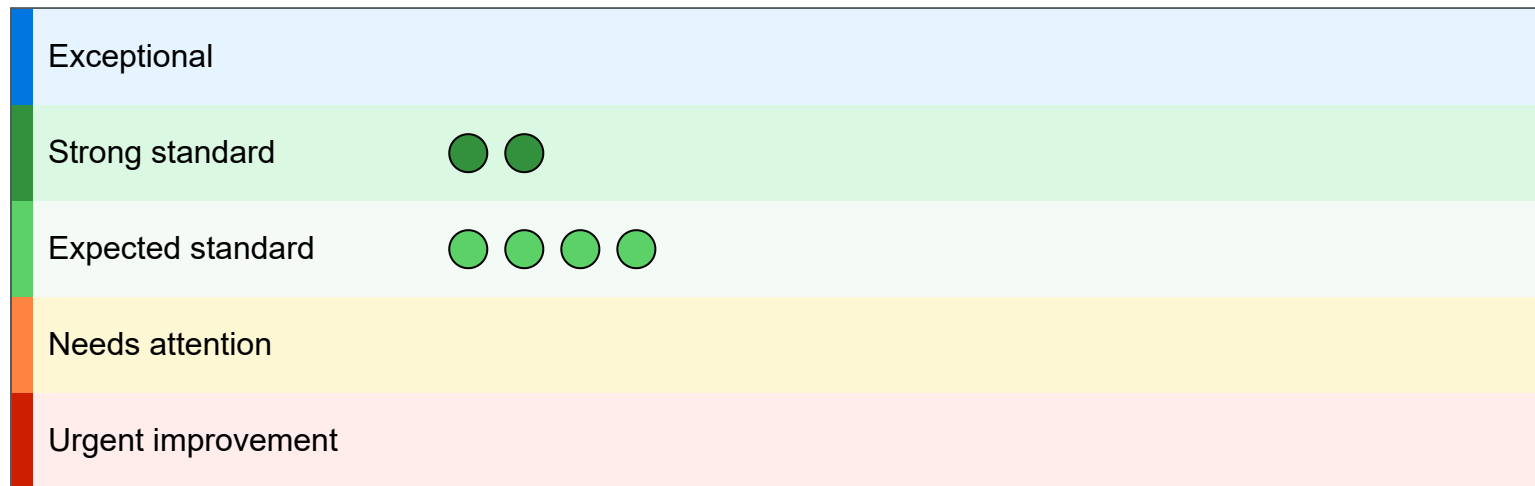 Exceptional
Strong standard
Expected standard
Needs attention
Urgent improvement